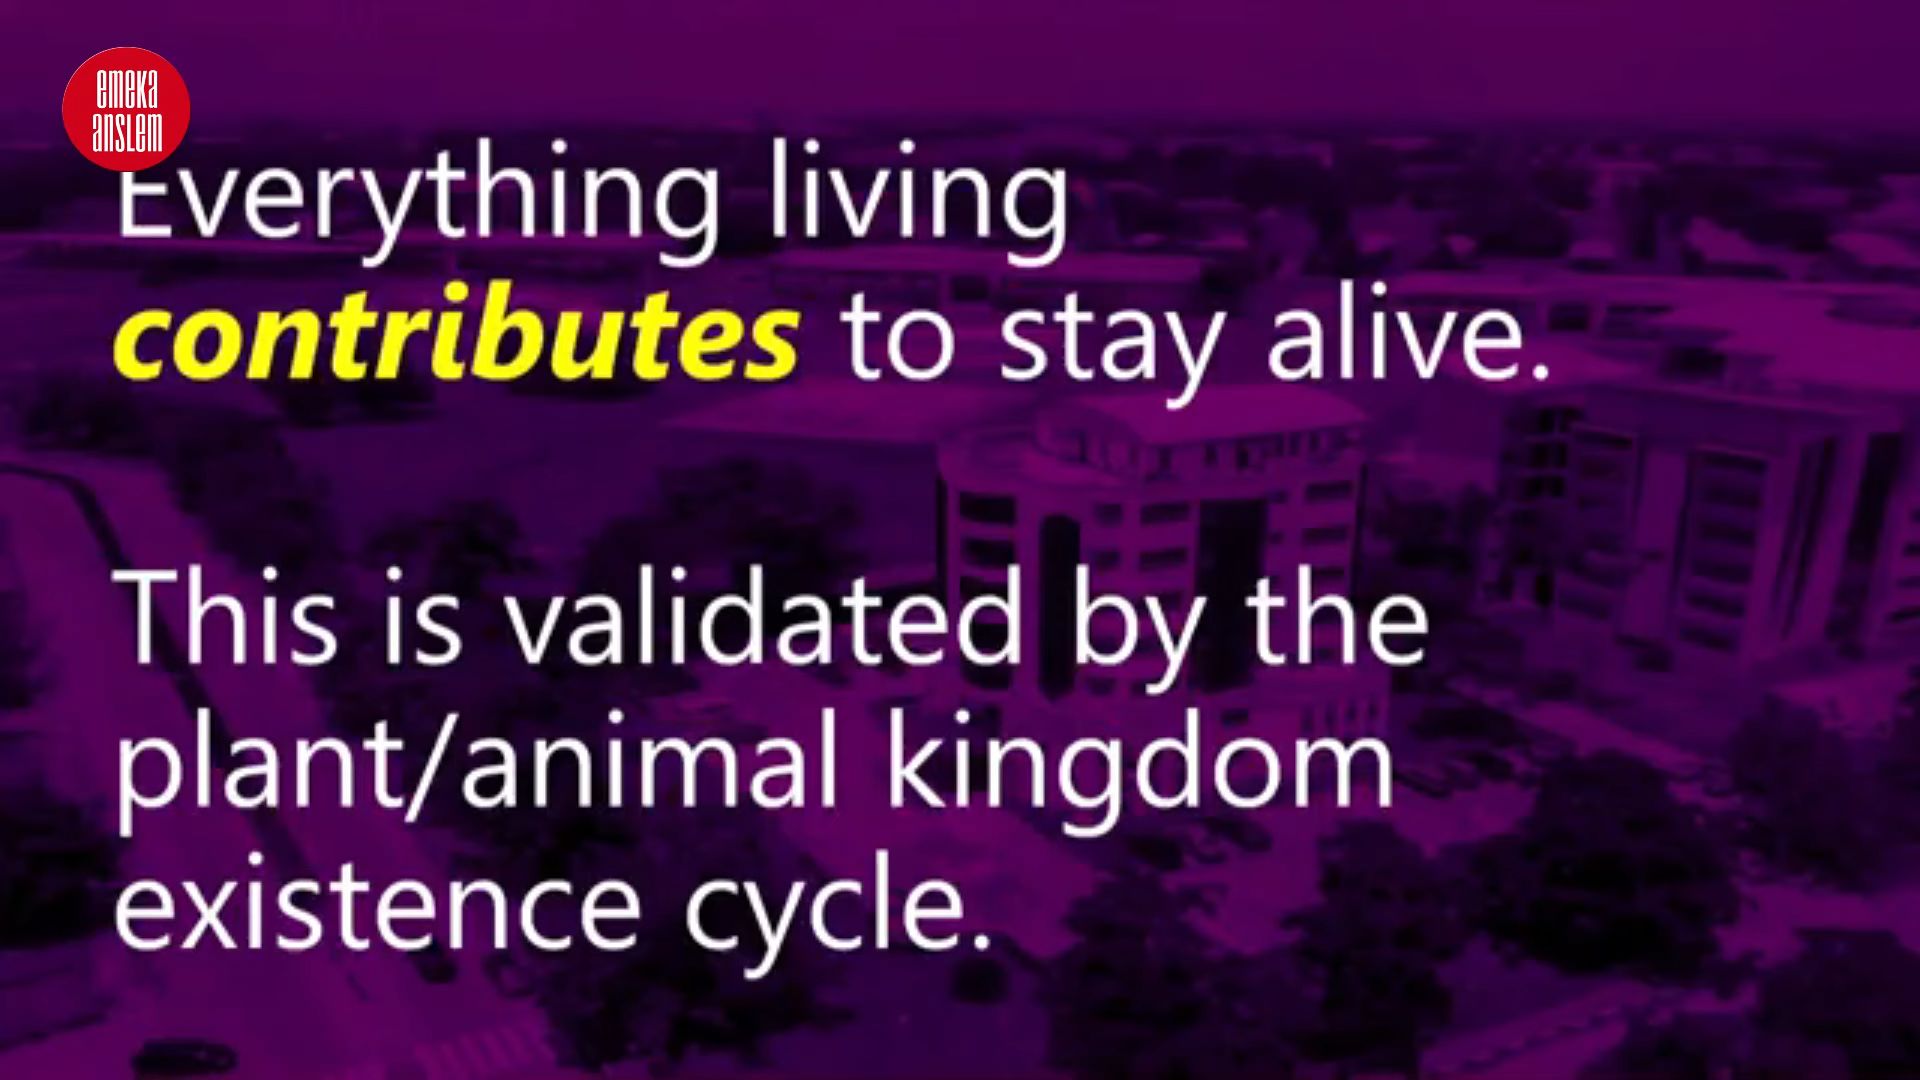 emeka
anslem
Everything living
contributes to stay alive.
This is validated by the
plant/animal kingdom
existence cycle.